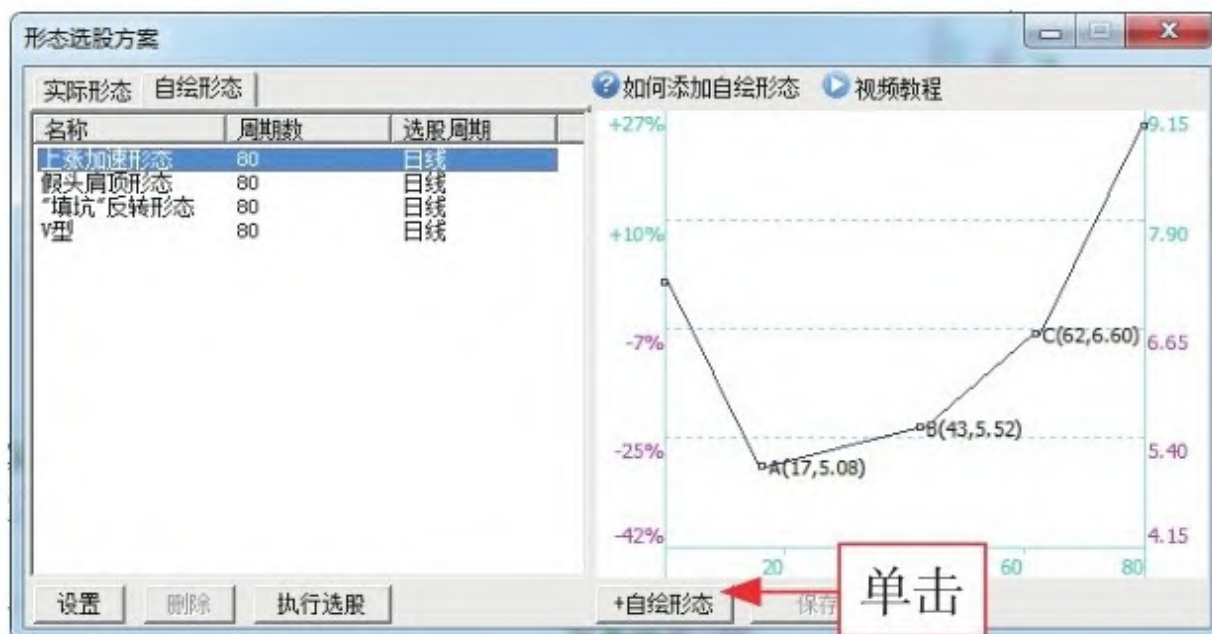 形态选股方案
实际形态 自绘形态
如何添加自绘形态 视频教程
名称 周期数 选股周期
上涨加速形态 80 日线
假头肩顶形态 80 日线
"填坑"反转形态 80 日线
V型 80 日线
+27% 9.15
+10% 7.90
-7% C(62,6.60) 6.65
B(43,5.52)
-25% 5.40
A(17,5.08)
-42% 4.15
20 60 80
设置 删除 执行选股 +自绘形态 保存
单击